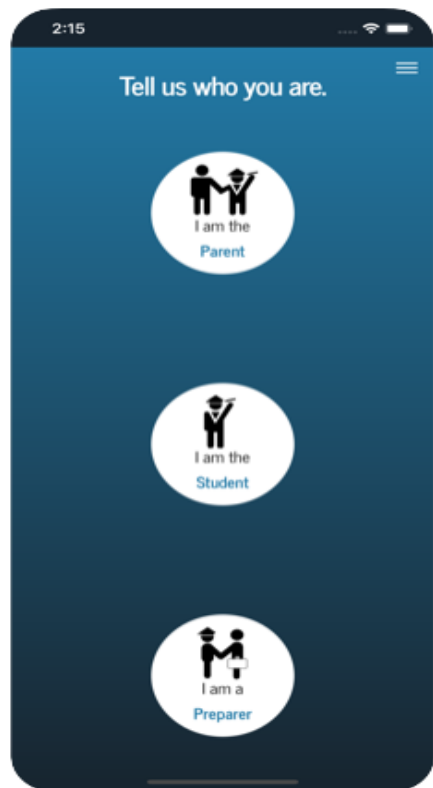 2:15
Tell us who you are.
I am the
Parent
I am the
Student
I am a
Preparer